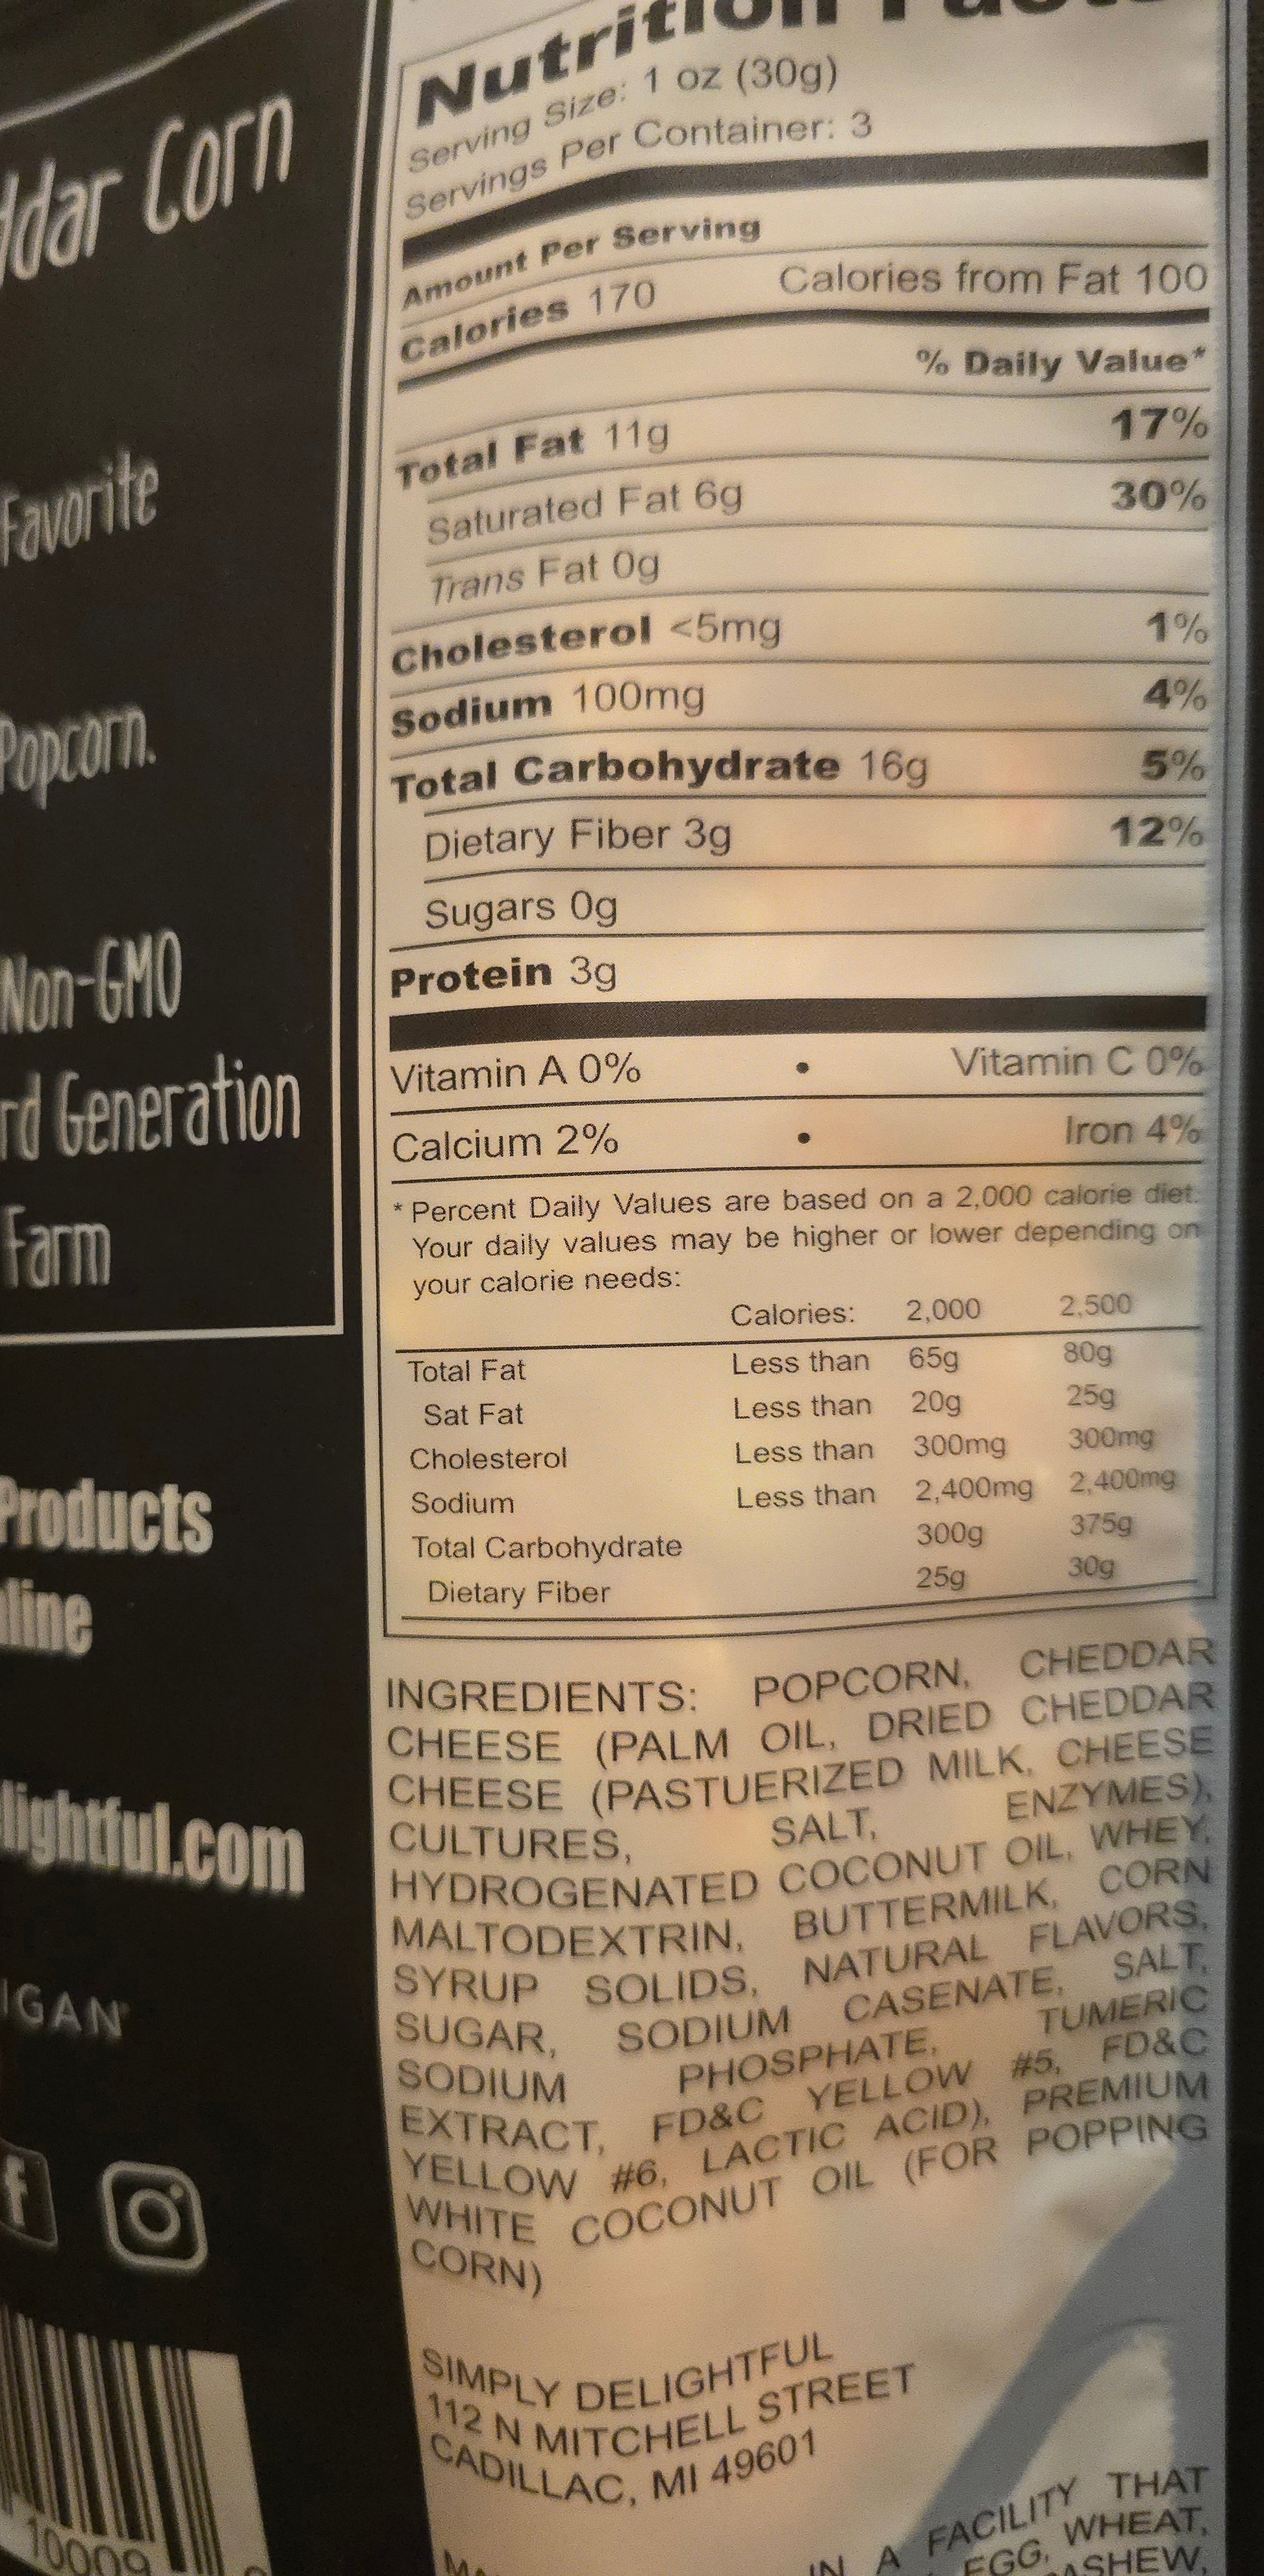 ddar Corn
Favorite
Popcorn.
Non-GMO
rd Generation
Farm
Products
line
lightful.com
IGAN
f
10009
Nutrition Facts
Serving Size: 1 oz (30g)
Servings Per Container: 3
Amount Per Serving
Calories 170 Calories from Fat 100
% Daily Value*
Total Fat 11g 17%
Saturated Fat 6g 30%
Trans Fat 0g
Cholesterol <5mg 1%
Sodium 100mg 4%
Total Carbohydrate 16g 5%
Dietary Fiber 3g 12%
Sugars 0g
Protein 3g
Vitamin A 0% • Vitamin C 0%
Calcium 2% • Iron 4%
* Percent Daily Values are based on a 2,000 calorie diet.
Your daily values may be higher or lower depending on
your calorie needs:
Calories: 2,000 2,500
Total Fat Less than 65g 80g
Sat Fat Less than 20g 25g
Cholesterol Less than 300mg 300mg
Sodium Less than 2,400mg 2,400mg
Total Carbohydrate 300g 375g
Dietary Fiber 25g 30g
INGREDIENTS: POPCORN, CHEDDAR
CHEESE (PALM OIL, DRIED CHEDDAR
CHEESE (PASTUERIZED MILK, CHEESE
CULTURES, SALT, ENZYMES),
HYDROGENATED COCONUT OIL, WHEY,
MALTODEXTRIN, BUTTERMILK, CORN
SYRUP SOLIDS, NATURAL FLAVORS,
SUGAR, SODIUM CASENATE, SALT,
SODIUM PHOSPHATE, TUMERIC
EXTRACT, FD&C YELLOW #5, FD&C
YELLOW #6, LACTIC ACID), PREMIUM
WHITE COCONUT OIL (FOR POPPING
CORN)
SIMPLY DELIGHTFUL
112 N MITCHELL STREET
CADILLAC, MI 49601
IN A FACILITY THAT
EGG, WHEAT,
CASHEW,